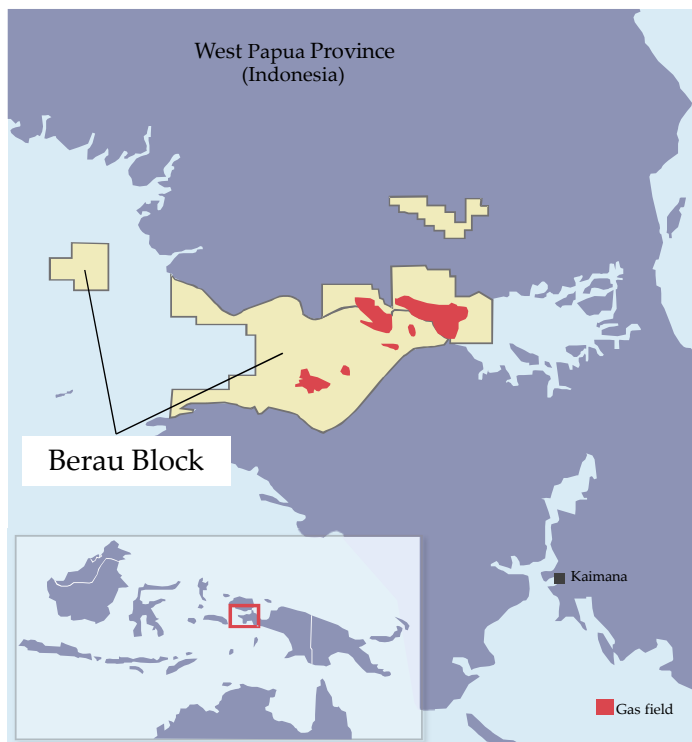 West Papua Province
(Indonesia)
Berau Block
Kaimana
Gas field